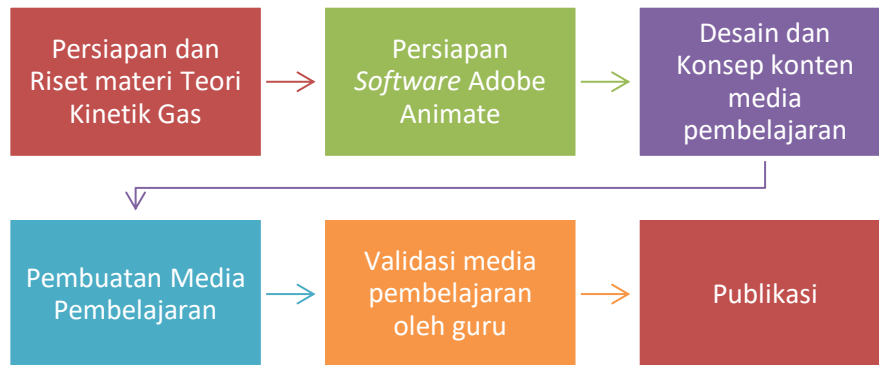 Persiapan dan
Riset materi Teori
Kinetik Gas
Persiapan
Software Adobe
Animate
Desain dan
Konsep konten
media
pembelajaran
Pembuatan Media
Pembelajaran
Validasi media
pembelajaran
oleh guru
Publikasi